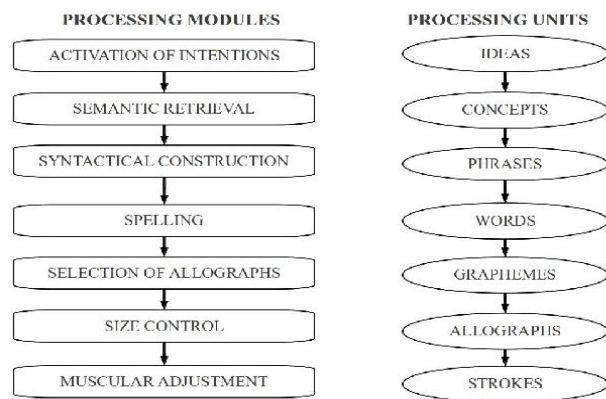 PROCESSING MODULES
ACTIVATION OF INTENTIONS
SEMANTIC RETRIEVAL
SYNTACTICAL CONSTRUCTION
SPELLING
SELECTION OF ALLOGRAPHS
SIZE CONTROL
MUSCULAR ADJUSTMENT
PROCESSING UNITS
IDEAS
CONCEPTS
PHRASES
WORDS
GRAPHEMES
ALLOGRAPHS
STROKES